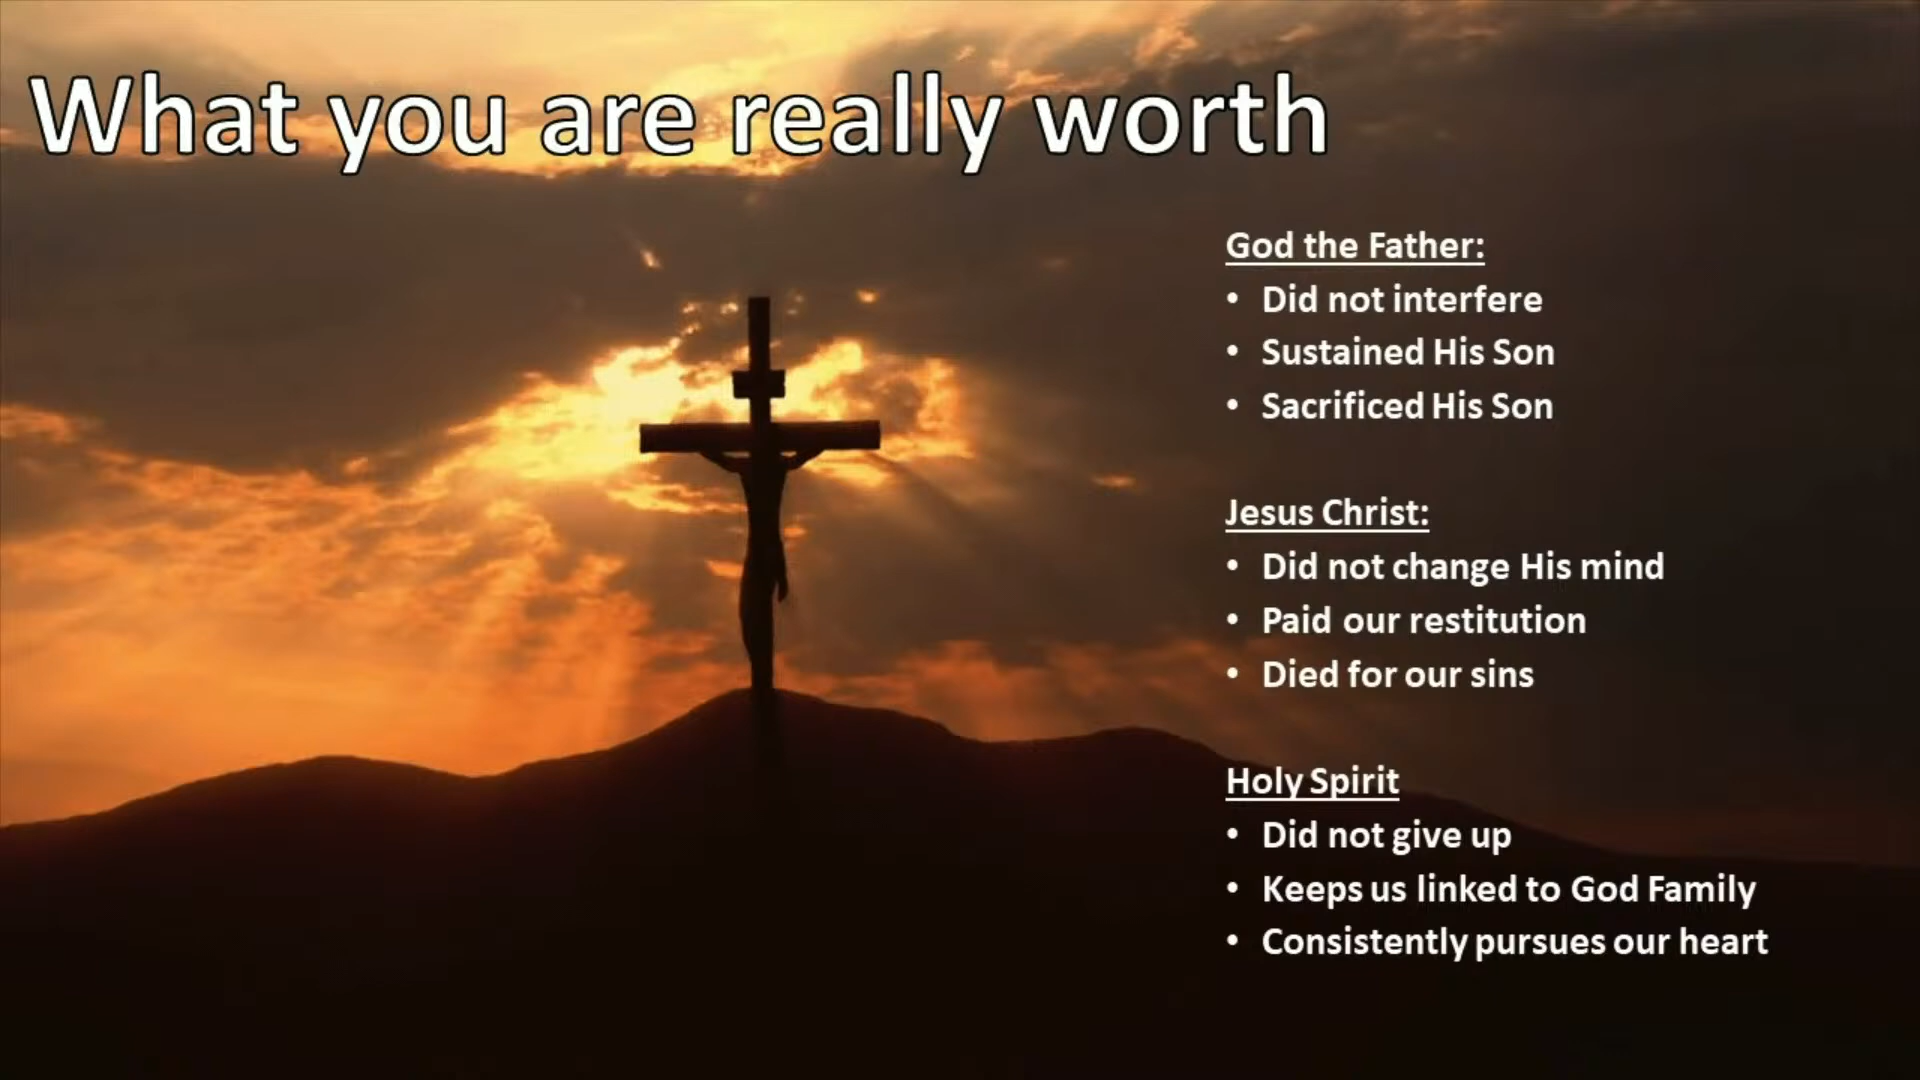 What you are really worth
God the Father:
• Did not interfere
• Sustained His Son
• Sacrificed His Son
Jesus Christ:
• Did not change His mind
• Paid our restitution
• Died for our sins
Holy Spirit
• Did not give up
• Keeps us linked to God Family
• Consistently pursues our heart